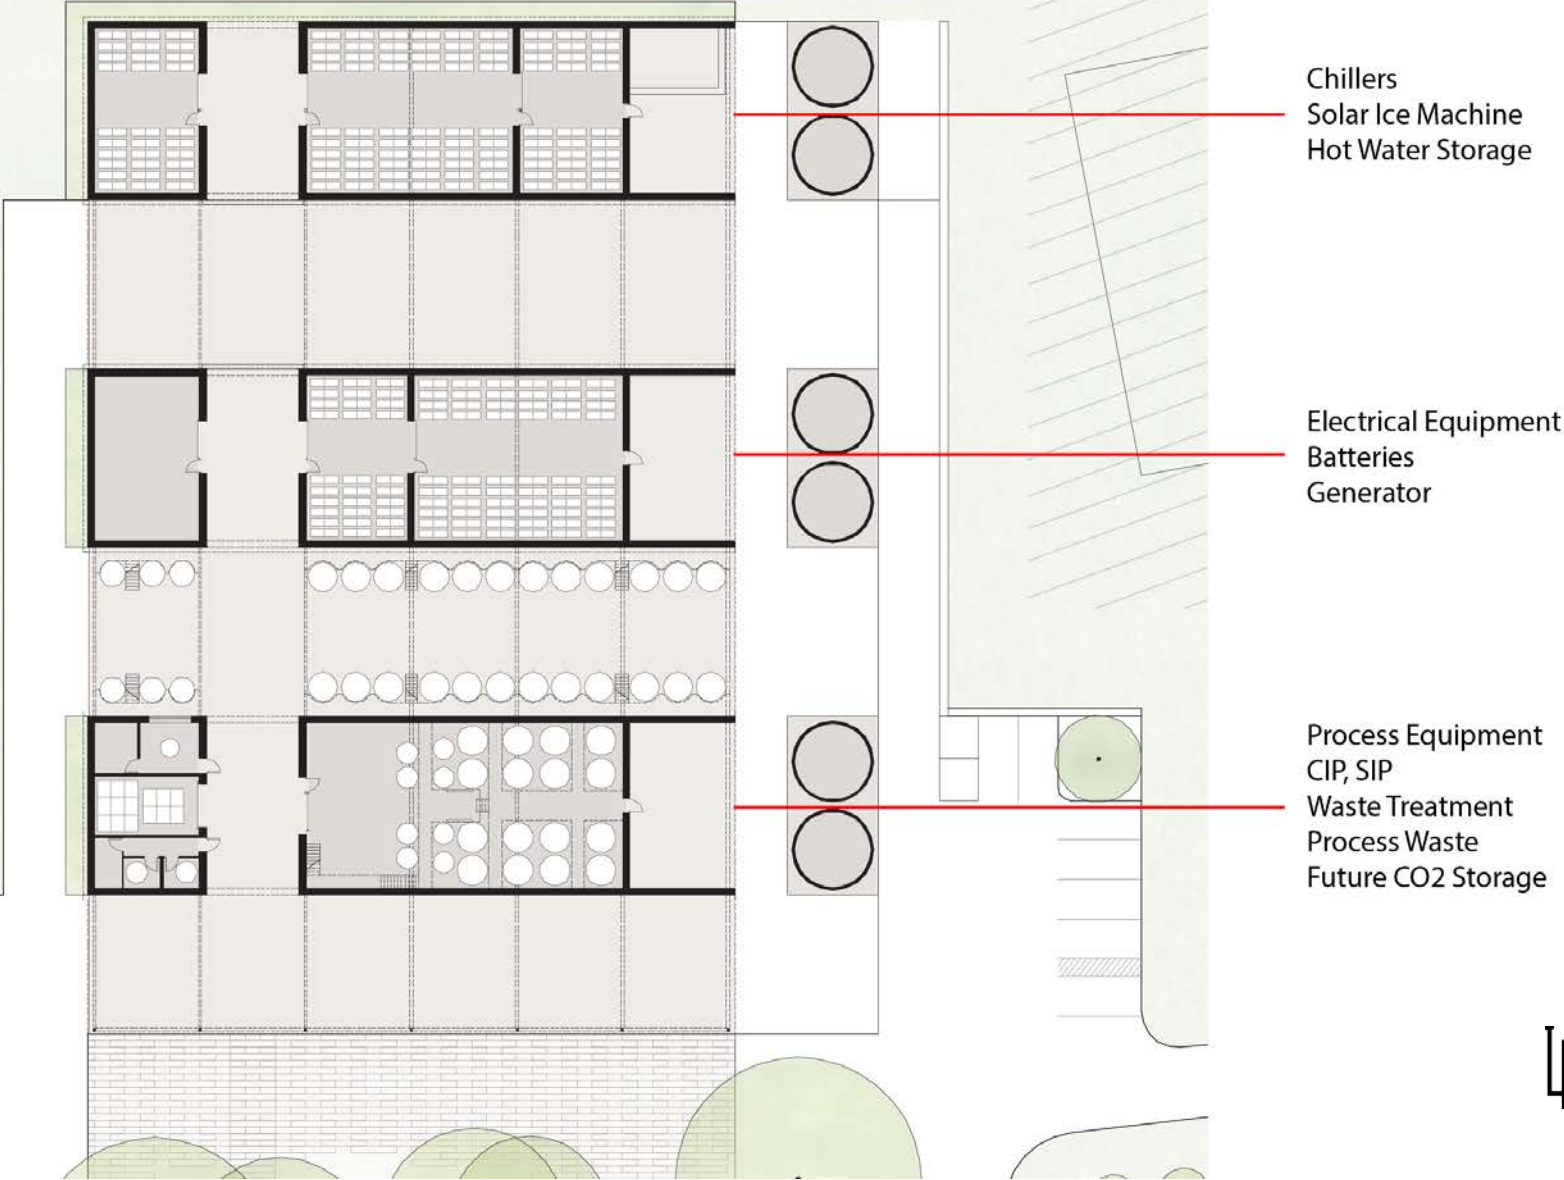 Chillers
Solar Ice Machine
Hot Water Storage
Electrical Equipment
Batteries
Generator
Process Equipment
CIP, SIP
Waste Treatment
Process Waste
Future CO2 Storage